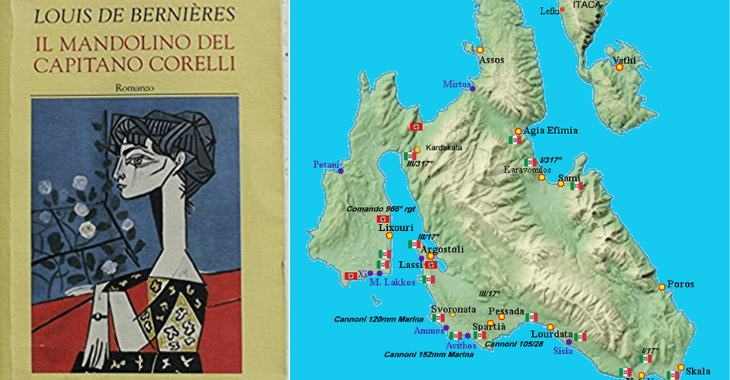 LOUIS DE BERNIÈRES
IL MANDOLINO DEL
CAPITANO CORELLI
Romanzo
ITACA
Lefki
Vathi
Assos
Mirtus
Agia Efimia
Kardakata
III/317°
I/317°
Karavomilos
Sami
Petani
Comando 966° rgt
Lixouri
III/17°
Argostoli
Lassi
Xi
M. Lakkos
Poros
III/17°
Svoronata
Pessada
Cannoni 120mm Marina
Ammes
Spartià
Lourdata
Avithos
Cannoni 105/28
Sisia
Cannoni 152mm Marina
I/17°
Skala